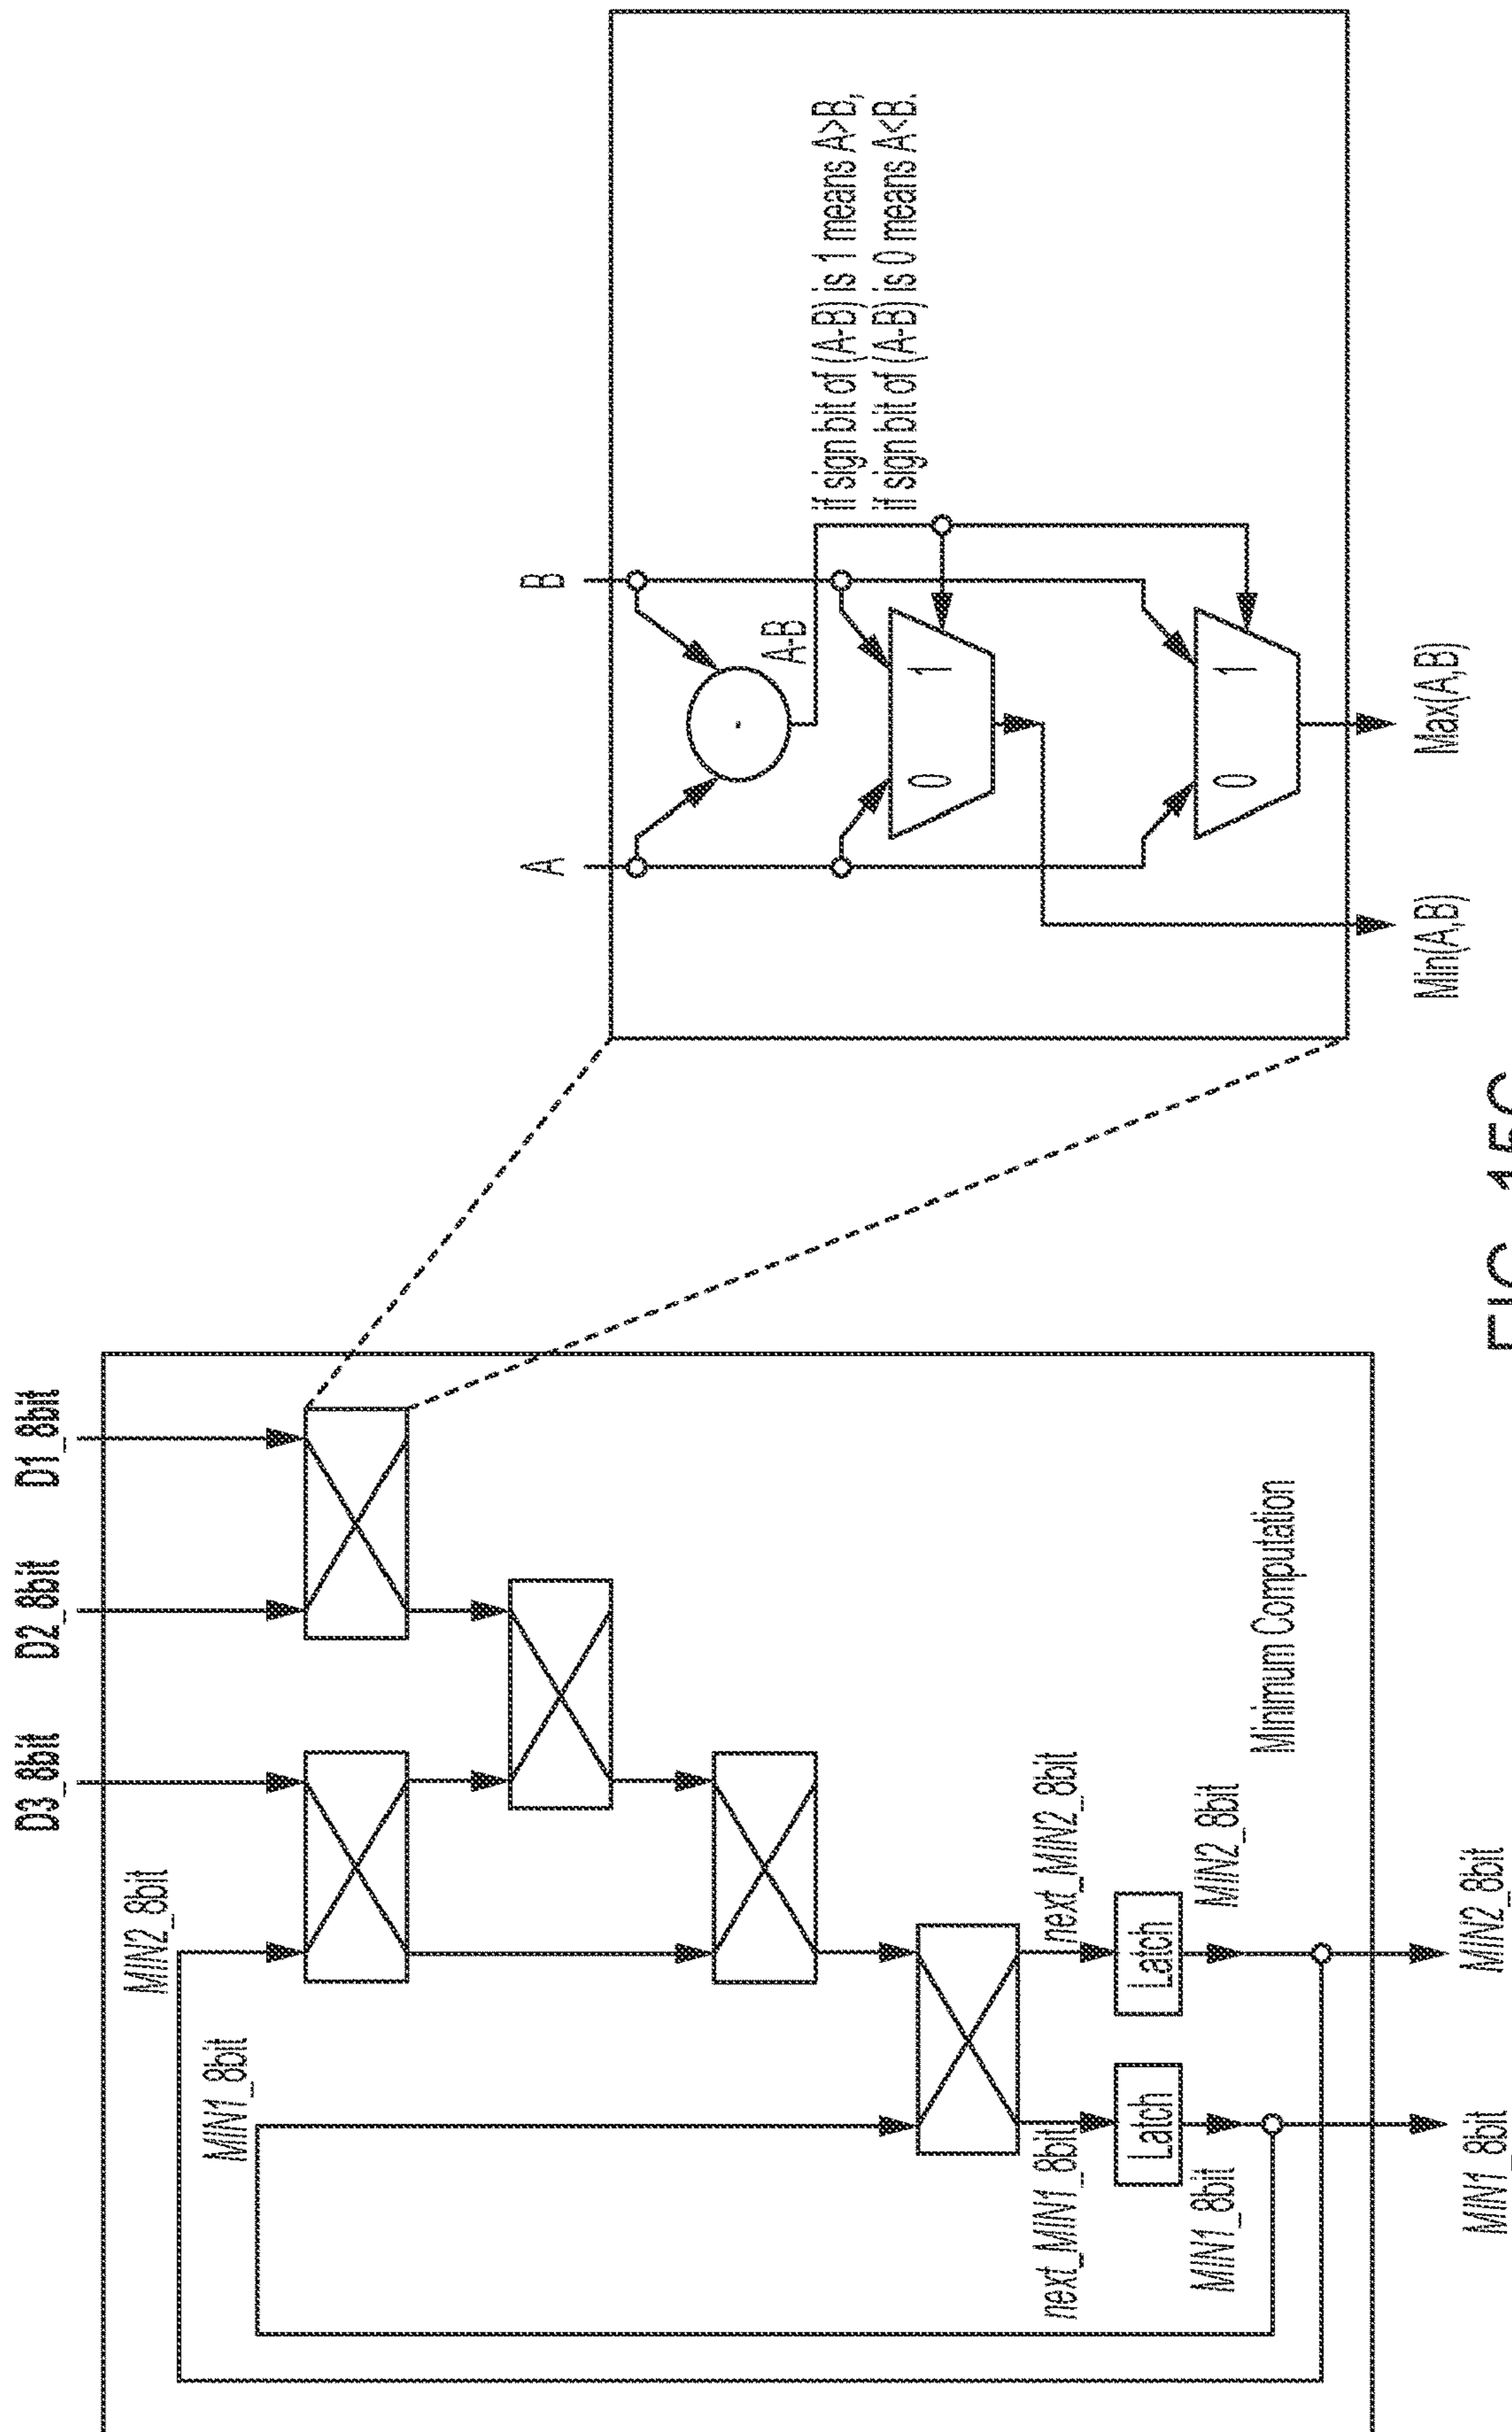 D3_8bit
D2_8bit
D1_8bit
MIN2_8bit
MIN1_8bit
next_MIN1_8bit
next_MIN2_8bit
Latch
Latch
MIN1_8bit
MIN2_8bit
Minimum Computation
MIN1_8bit
MIN2_8bit
A
B
-
A-B
if sign bit of (A-B) is 1 means A>B,
if sign bit of (A-B) is 0 means A<B.
0
1
0
1
Min(A,B)
Max(A,B)
FIG. 15C